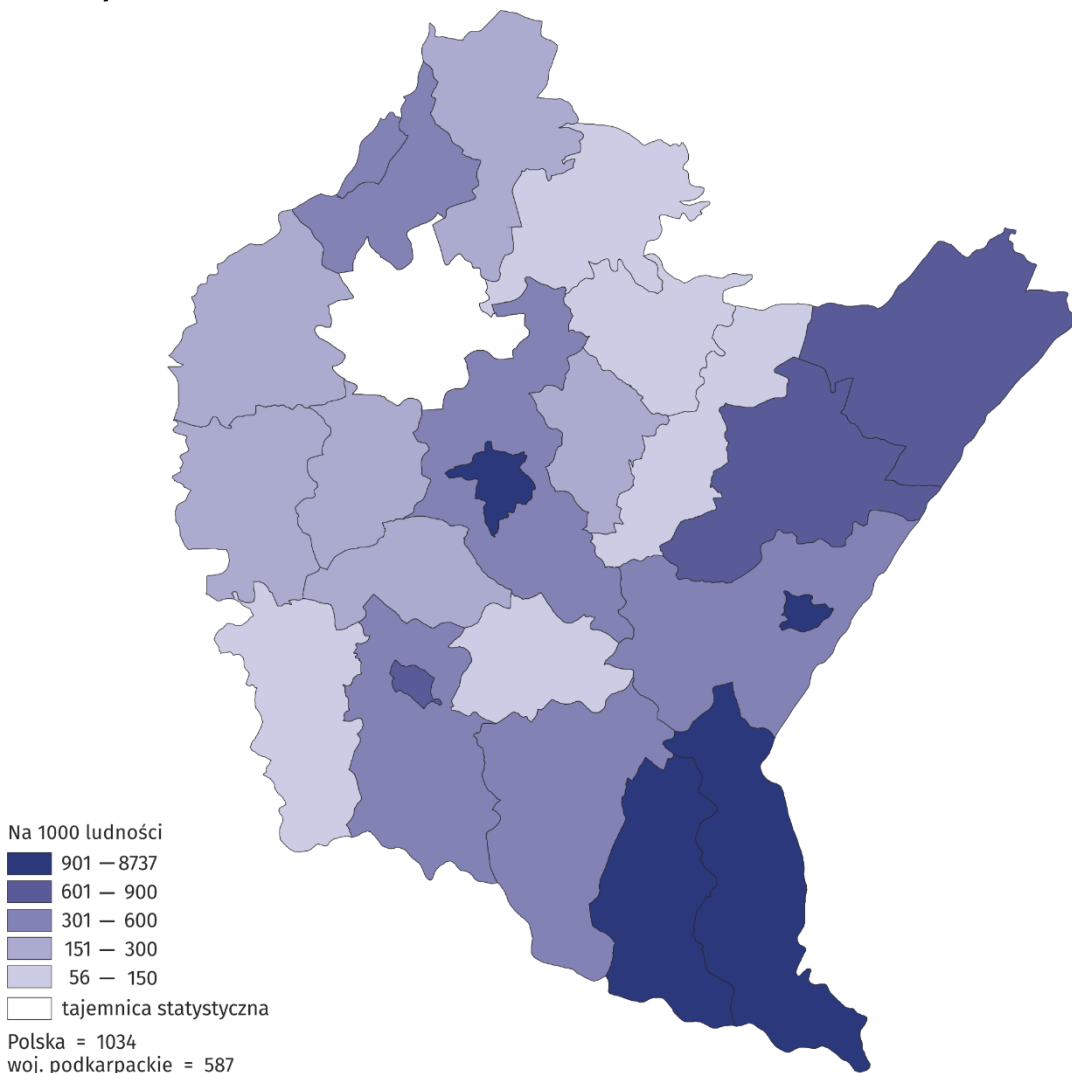 Na 1000 ludności
901 — 8737
601 — 900
301 — 600
151 — 300
56 — 150
tajemnica statystyczna
Polska = 1034
woj. podkarpackie = 587